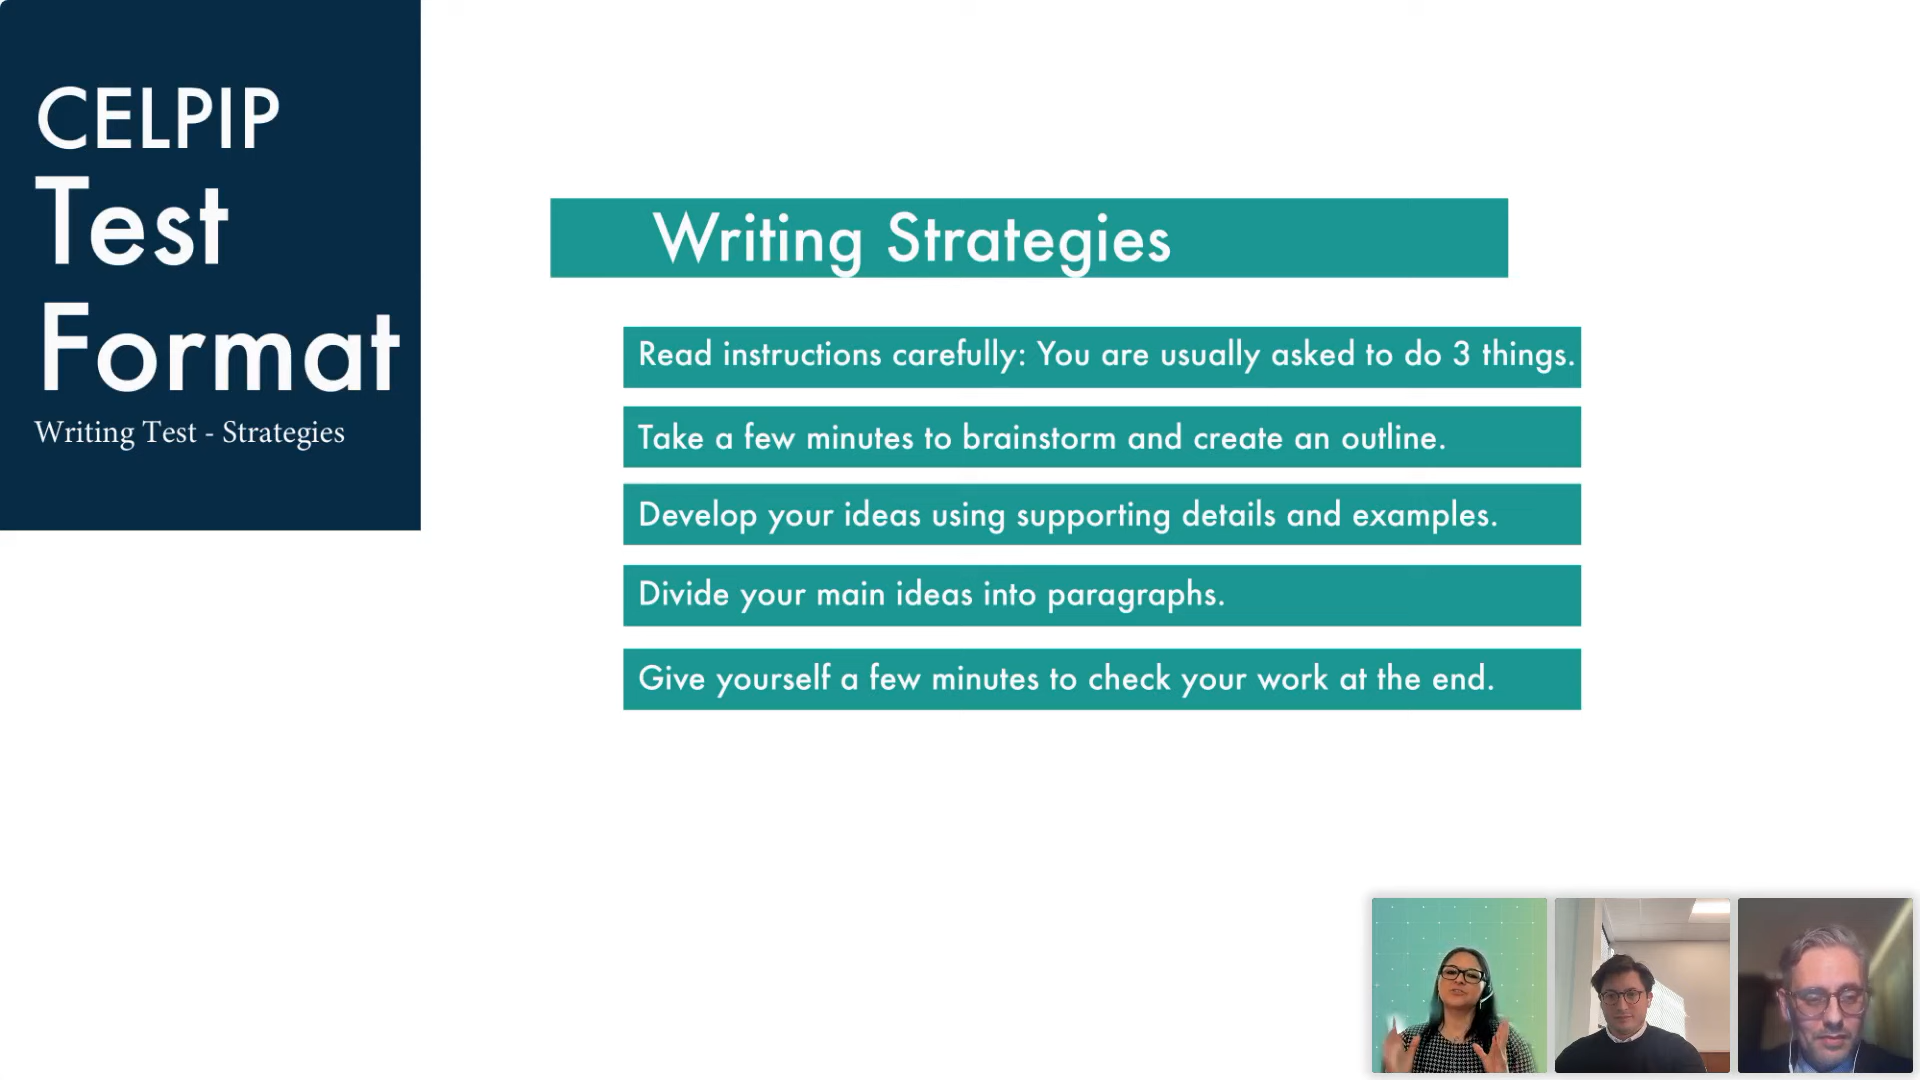 CELPIP
Test
Format
Writing Test - Strategies
Writing Strategies
Read instructions carefully: You are usually asked to do 3 things.
Take a few minutes to brainstorm and create an outline.
Develop your ideas using supporting details and examples.
Divide your main ideas into paragraphs.
Give yourself a few minutes to check your work at the end.